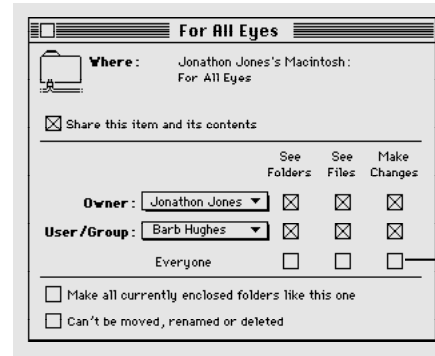 For All Eyes
Where: Jonathon Jones's Macintosh:
For All Eyes
Share this item and its contents
See Folders See Files Make Changes
Owner: Jonathon Jones
User/Group: Barb Hughes
Everyone
Make all currently enclosed folders like this one
Can't be moved, renamed or deleted